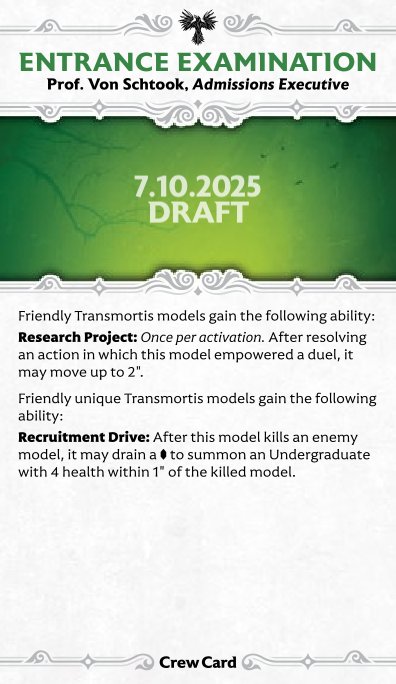 ENTRANCE EXAMINATION
Prof. Von Schtook, Admissions Executive
7.10.2025
DRAFT
Friendly Transmortis models gain the following ability:
Research Project: Once per activation. After resolving
an action in which this model empowered a duel, it
may move up to 2".
Friendly unique Transmortis models gain the following
ability:
Recruitment Drive: After this model kills an enemy
model, it may drain a to summon an Undergraduate
with 4 health within 1" of the killed model.
Crew Card